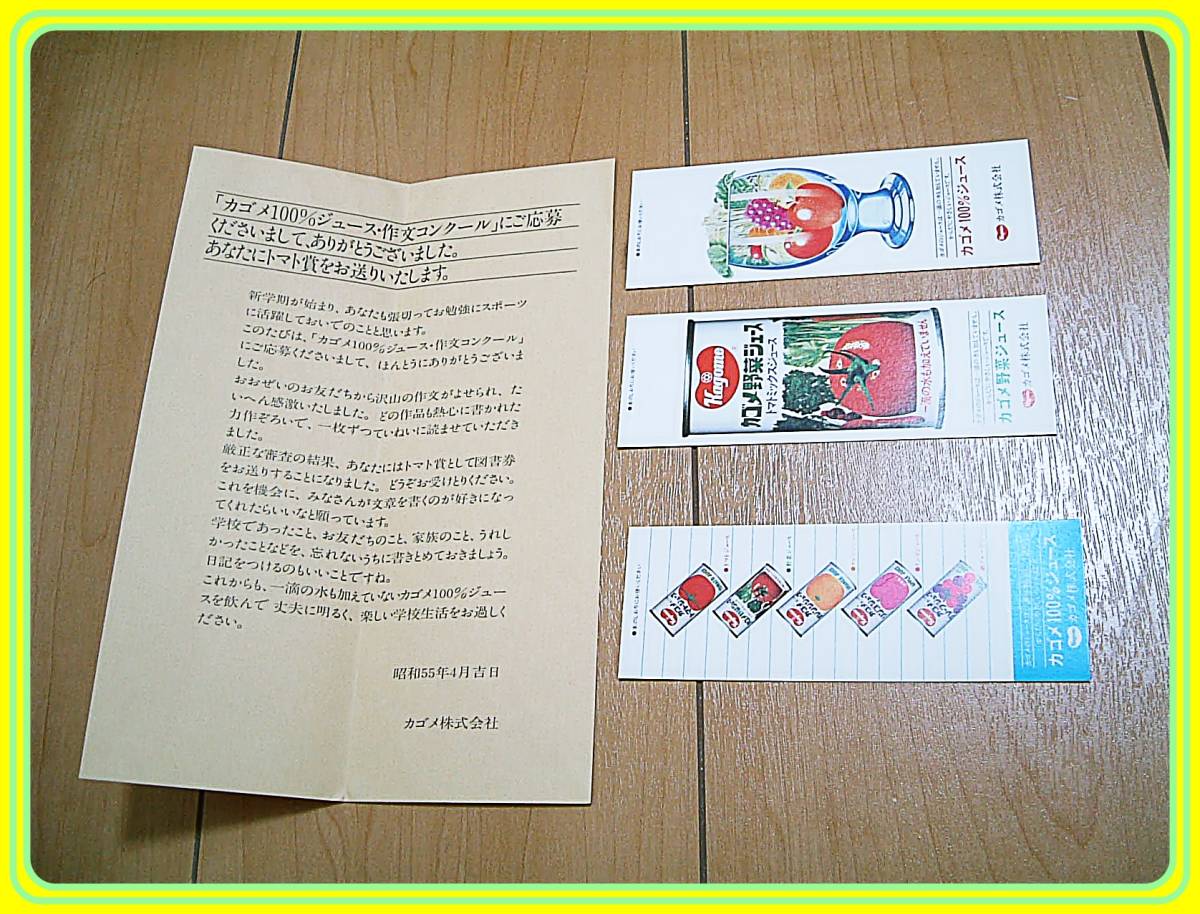 「カゴメ100%ジュース・作文コンクール」にご応募
くださいまして、ありがとうございました。
あなたにトマト賞をお送りいたします。
新学期が始まり、あなたも張切ってお勉強にスポーツ
に活躍しておいでのことと思います。
このたびは、「カゴメ100%ジュース・作文コンクール」
にご応募くださいまして、ほんとうにありがとうございま
した。
おおぜいのお友だちから沢山の作文がよせられ、た
いへん感激いたしました。どの作品も熱心に書かれた
力作ぞろいで、一枚ずつていねいに読ませていただき
ました。
厳正な審査の結果、あなたにはトマト賞として図書券
をお送りすることになりました。どうぞお受けとりください。
これを機会に、みなさんが文章を書くのが好きになっ
てくれたらいいなと願っています。
学校であったこと、お友だちのこと、家族のこと、うれし
かったことなどを、忘れないうちに書きとめておきましょう。
日記をつけるのもいいことですね。
これからも、一滴の水も加えていないカゴメ100%ジュー
スを飲んで 丈夫に明るく、楽しい学校生活をお過しく
ださい。
昭和55年4月吉日
カゴメ株式会社
カゴメ100%ジュース
カゴメ株式会社
Kagome
カゴメ野菜ジュース
トマトミックスジュース
一滴の水も加えていません
カゴメ野菜ジュース
カゴメ株式会社
カゴメ100%ジュース
カゴメ株式会社